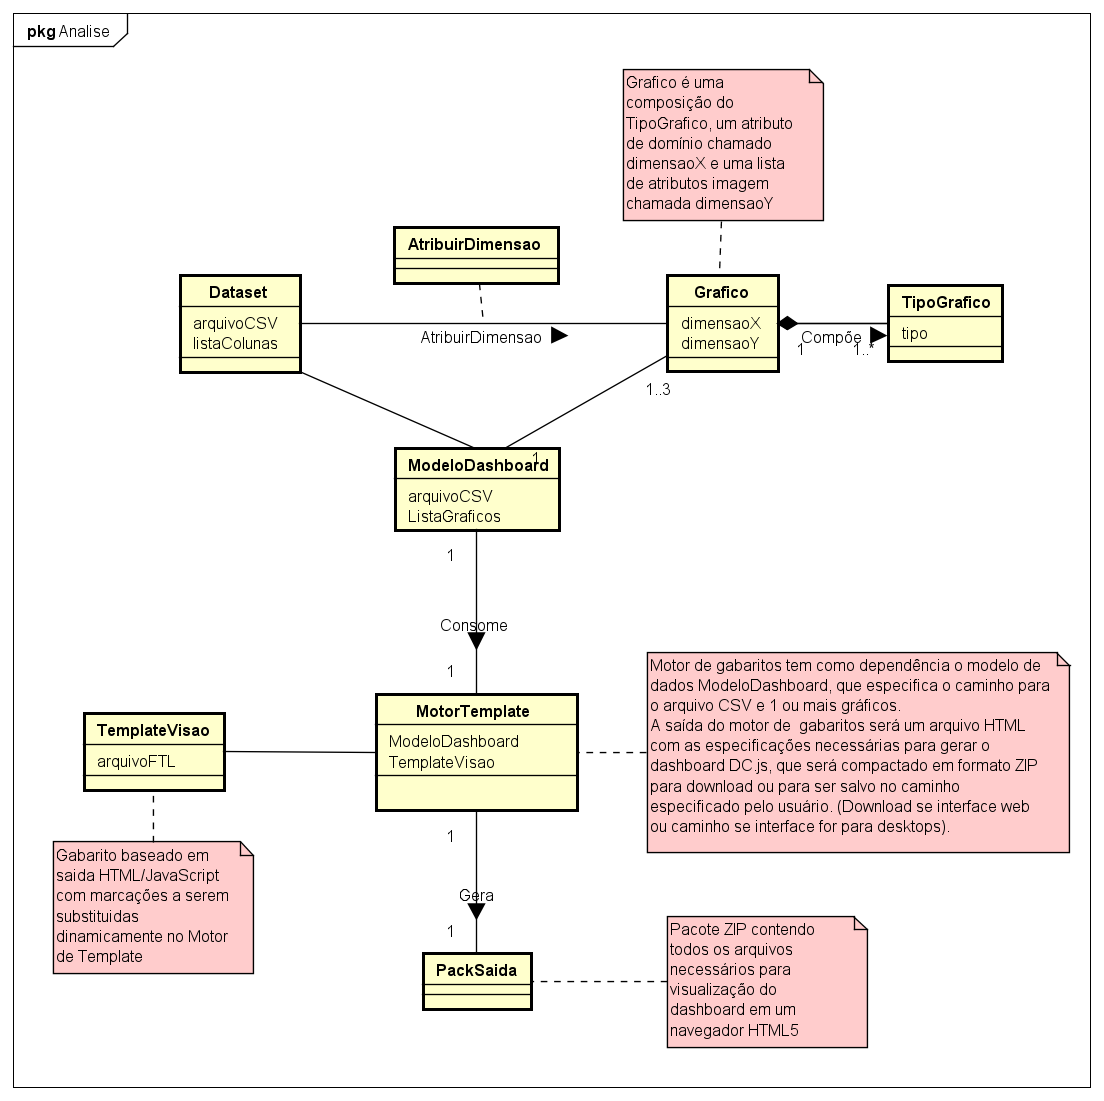 pkg Analise
Grafico é uma
composição do
TipoGrafico, um atributo
de domínio chamado
dimensaoX e uma lista
de atributos imagem
chamada dimensaoY
AtribuirDimensao
Dataset
arquivoCSV
listaColunas
AtribuirDimensao
Grafico
dimensaoX
dimensaoY
Compõe
1
1..*
TipoGrafico
tipo
1..3
1
ModeloDashboard
arquivoCSV
ListaGraficos
1
Consome
1
MotorTemplate
ModeloDashboard
TemplateVisao
Motor de gabaritos tem como dependência o modelo de
dados ModeloDashboard, que especifica o caminho para
o arquivo CSV e 1 ou mais gráficos.
A saída do motor de gabaritos será um arquivo HTML
com as especificações necessárias para gerar o
dashboard DC.js, que será compactado em formato ZIP
para download ou para ser salvo no caminho
especificado pelo usuário. (Download se interface web
ou caminho se interface for para desktops).
TemplateVisao
arquivoFTL
Gabarito baseado em
saida HTML/JavaScript
com marcações a serem
substituidas
dinamicamente no Motor
de Template
1
Gera
1
PackSaida
Pacote ZIP contendo
todos os arquivos
necessários para
visualização do
dashboard em um
navegador HTML5